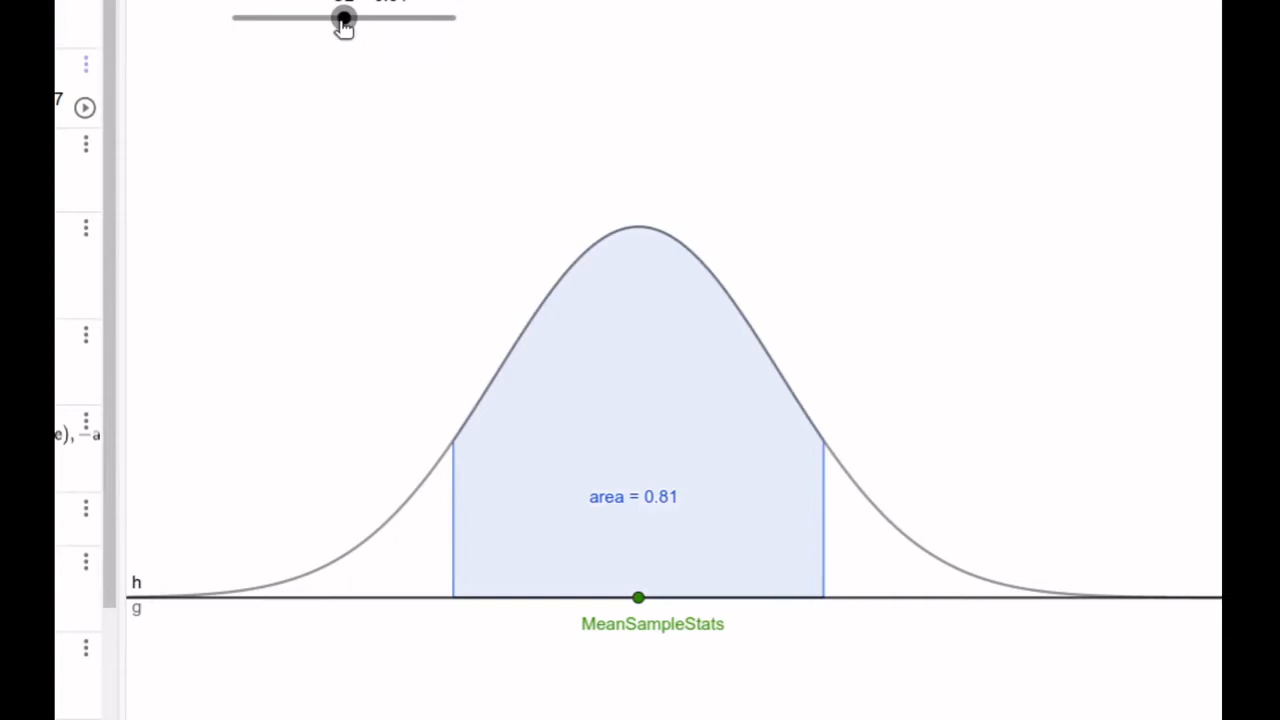 7
e), –a
area = 0.81
h
g
MeanSampleStats